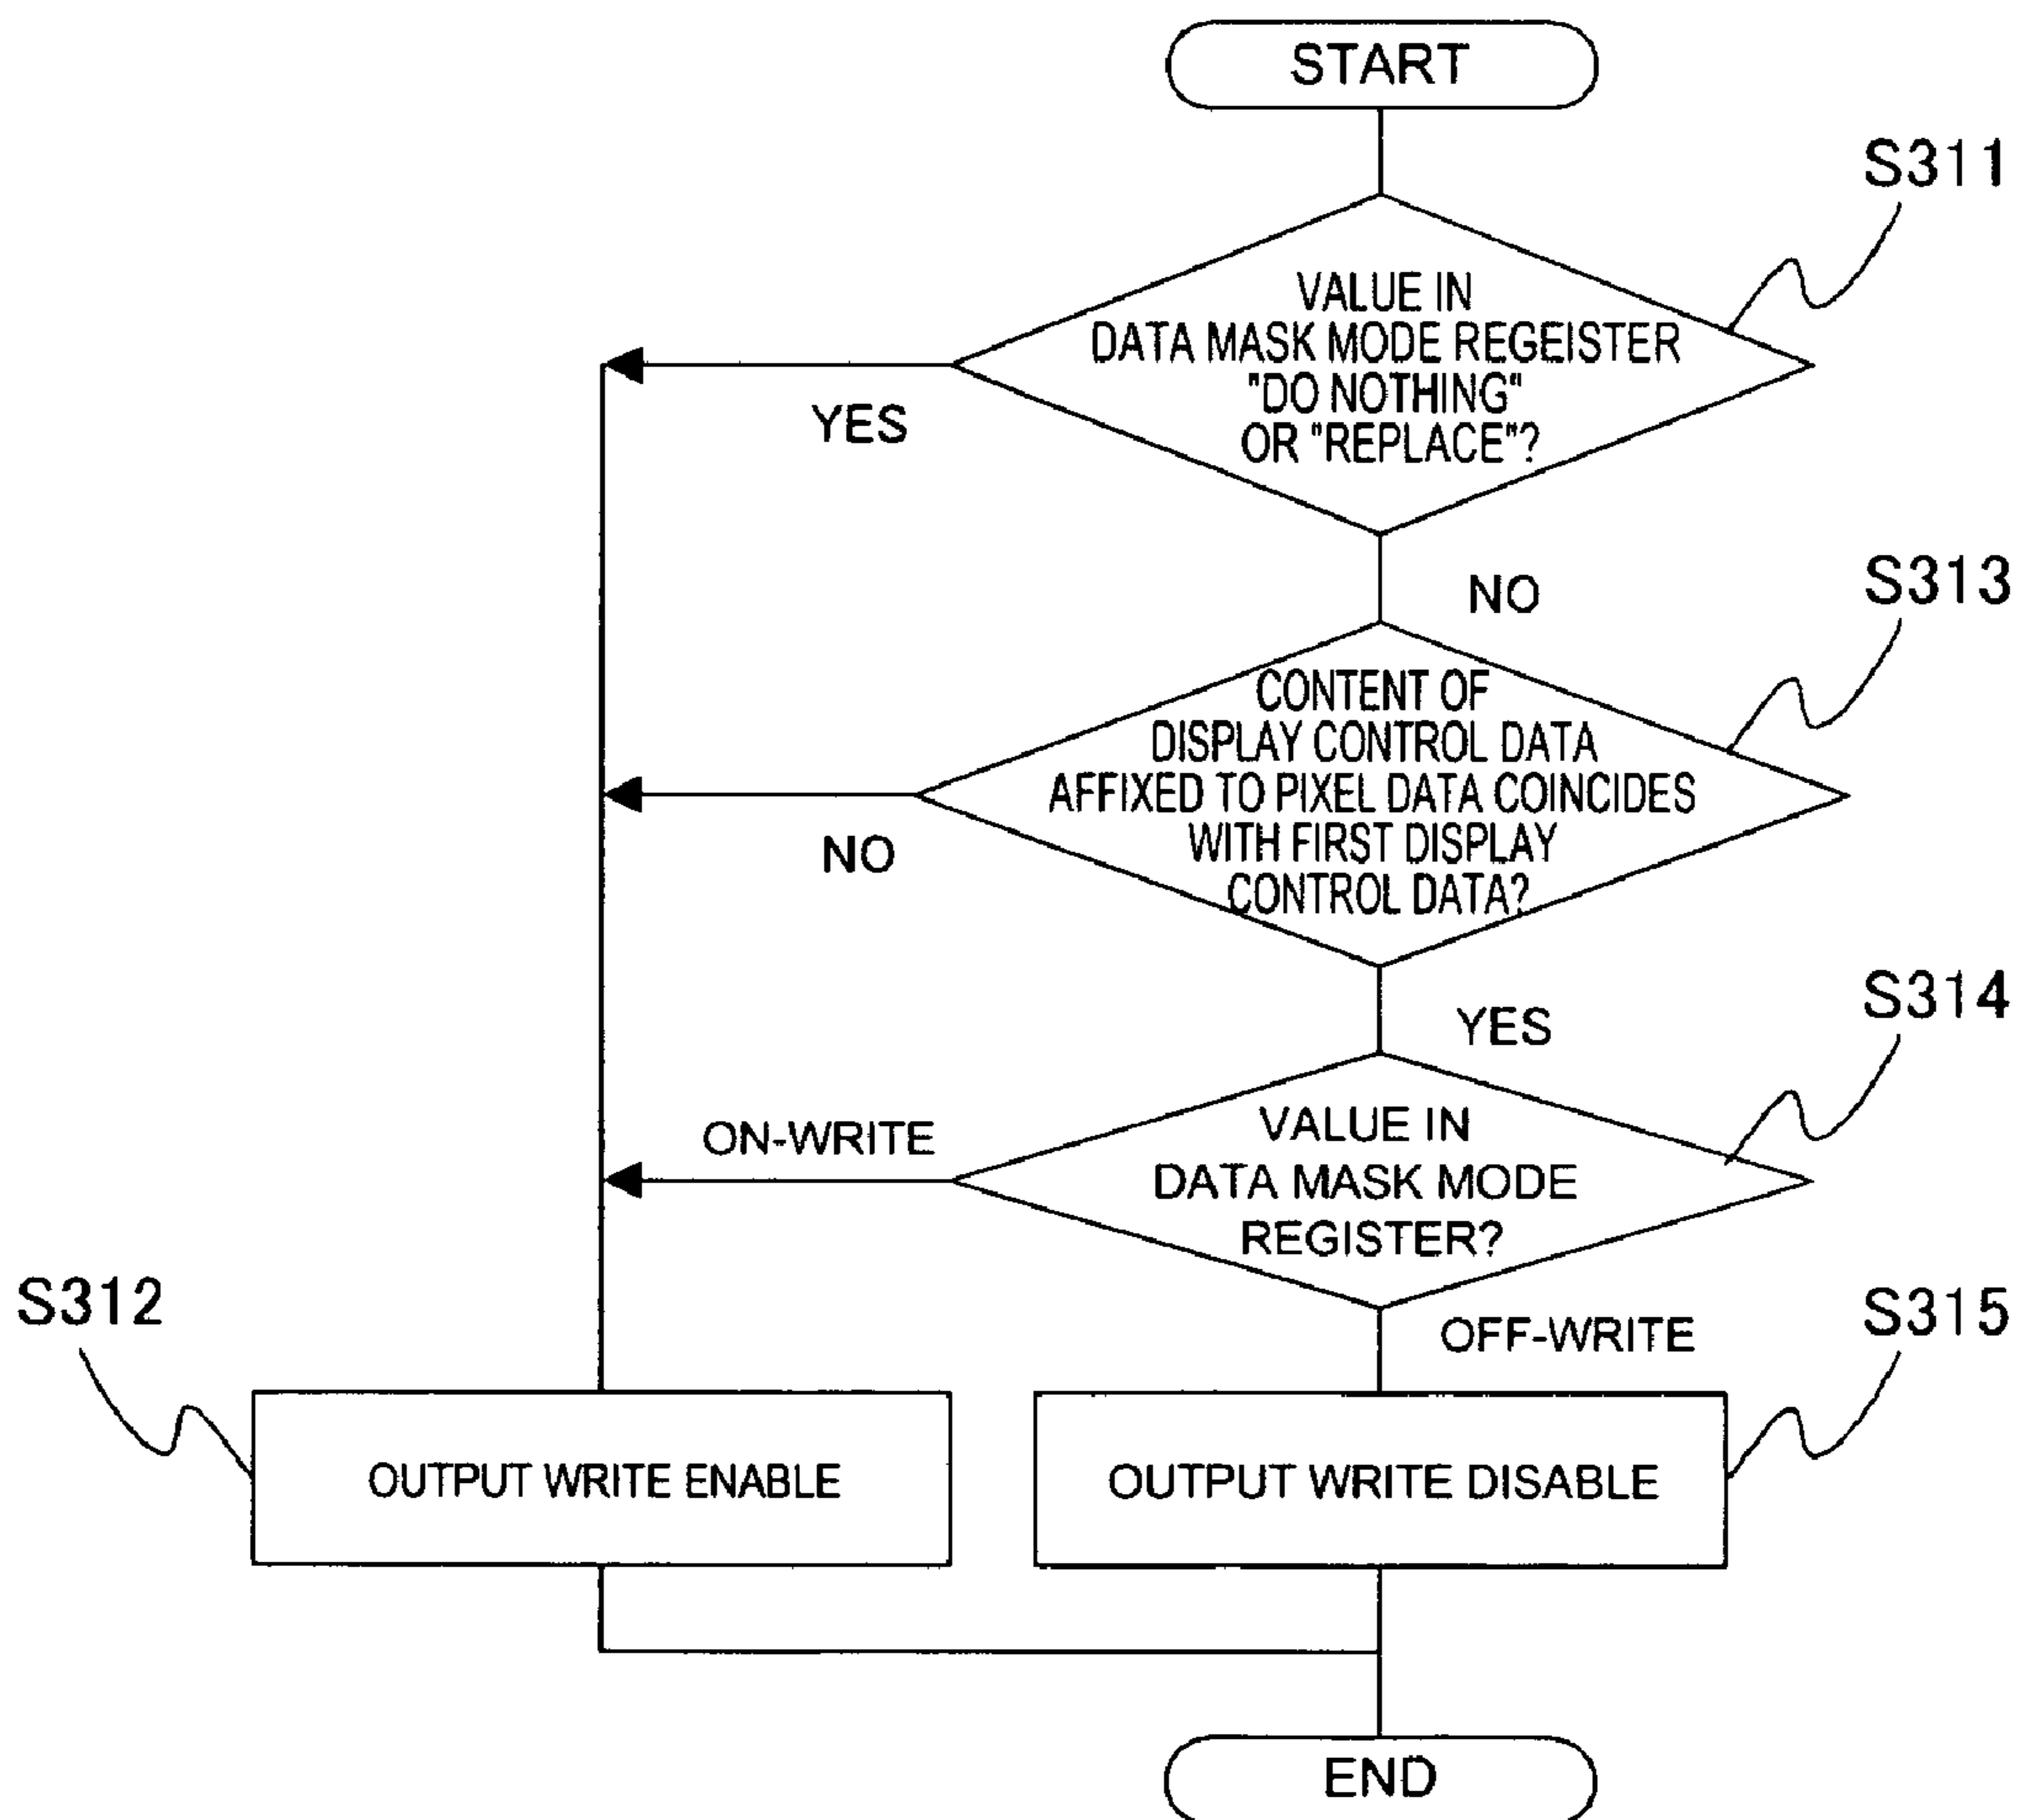 START
S311
VALUE IN
DATA MASK MODE REGEISTER
"DO NOTHING"
OR "REPLACE"?
YES
NO
S313
CONTENT OF
DISPLAY CONTROL DATA
AFFIXED TO PIXEL DATA COINCIDES
WITH FIRST DISPLAY
CONTROL DATA?
NO
YES
S314
ON-WRITE
VALUE IN
DATA MASK MODE
REGISTER?
S312
OFF-WRITE
S315
OUTPUT WRITE ENABLE
OUTPUT WRITE DISABLE
END